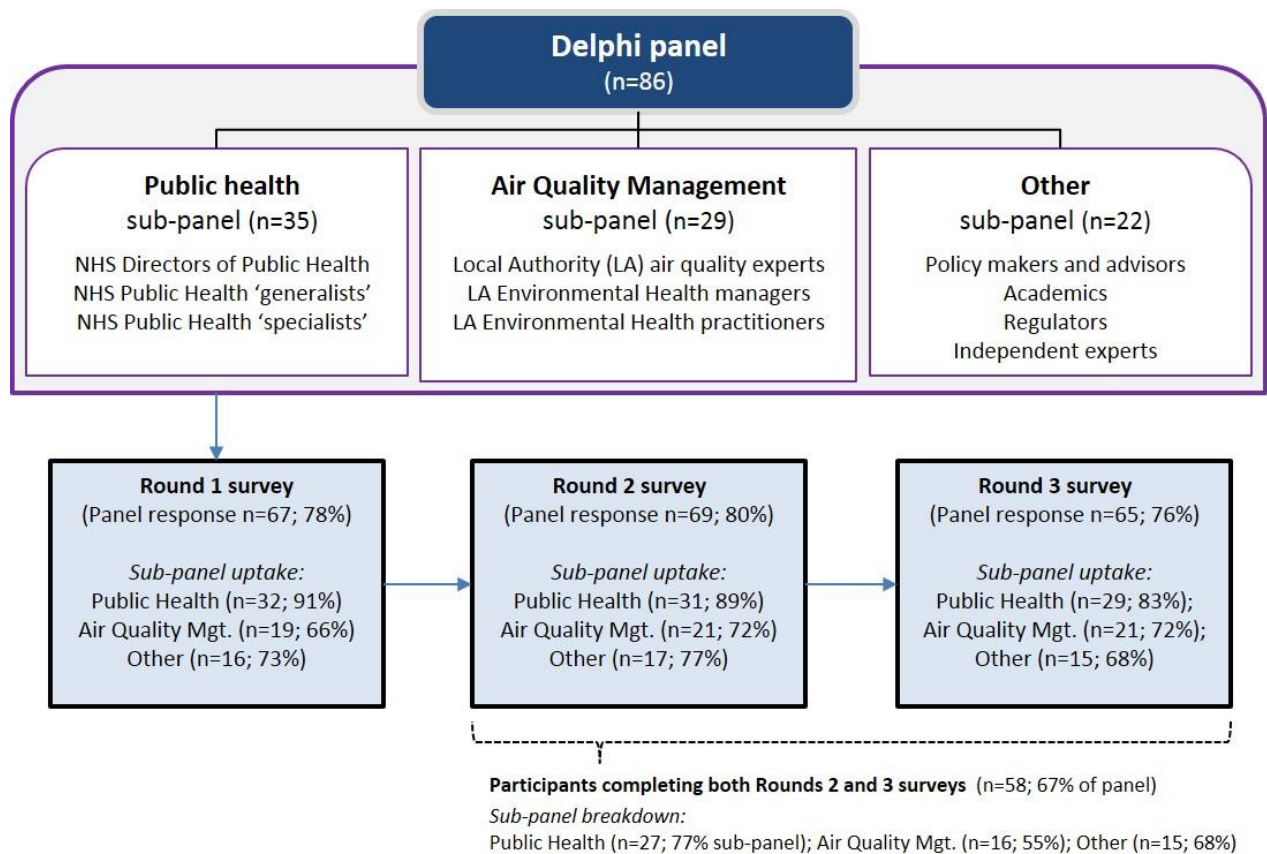 Delphi panel
(n=86)
Public health
sub-panel (n=35)
NHS Directors of Public Health
NHS Public Health ‘generalists’
NHS Public Health ‘specialists’
Air Quality Management
sub-panel (n=29)
Local Authority (LA) air quality experts
LA Environmental Health managers
LA Environmental Health practitioners
Other
sub-panel (n=22)
Policy makers and advisors
Academics
Regulators
Independent experts
Round 1 survey
(Panel response n=67; 78%)
Sub-panel uptake:
Public Health (n=32; 91%)
Air Quality Mgt. (n=19; 66%)
Other (n=16; 73%)
Round 2 survey
(Panel response n=69; 80%)
Sub-panel uptake:
Public Health (n=31; 89%)
Air Quality Mgt. (n=21; 72%)
Other (n=17; 77%)
Round 3 survey
(Panel response n=65; 76%)
Sub-panel uptake:
Public Health (n=29; 83%);
Air Quality Mgt. (n=21; 72%);
Other (n=15; 68%)
Participants completing both Rounds 2 and 3 surveys (n=58; 67% of panel)
Sub-panel breakdown:
Public Health (n=27; 77% sub-panel); Air Quality Mgt. (n=16; 55%); Other (n=15; 68%)